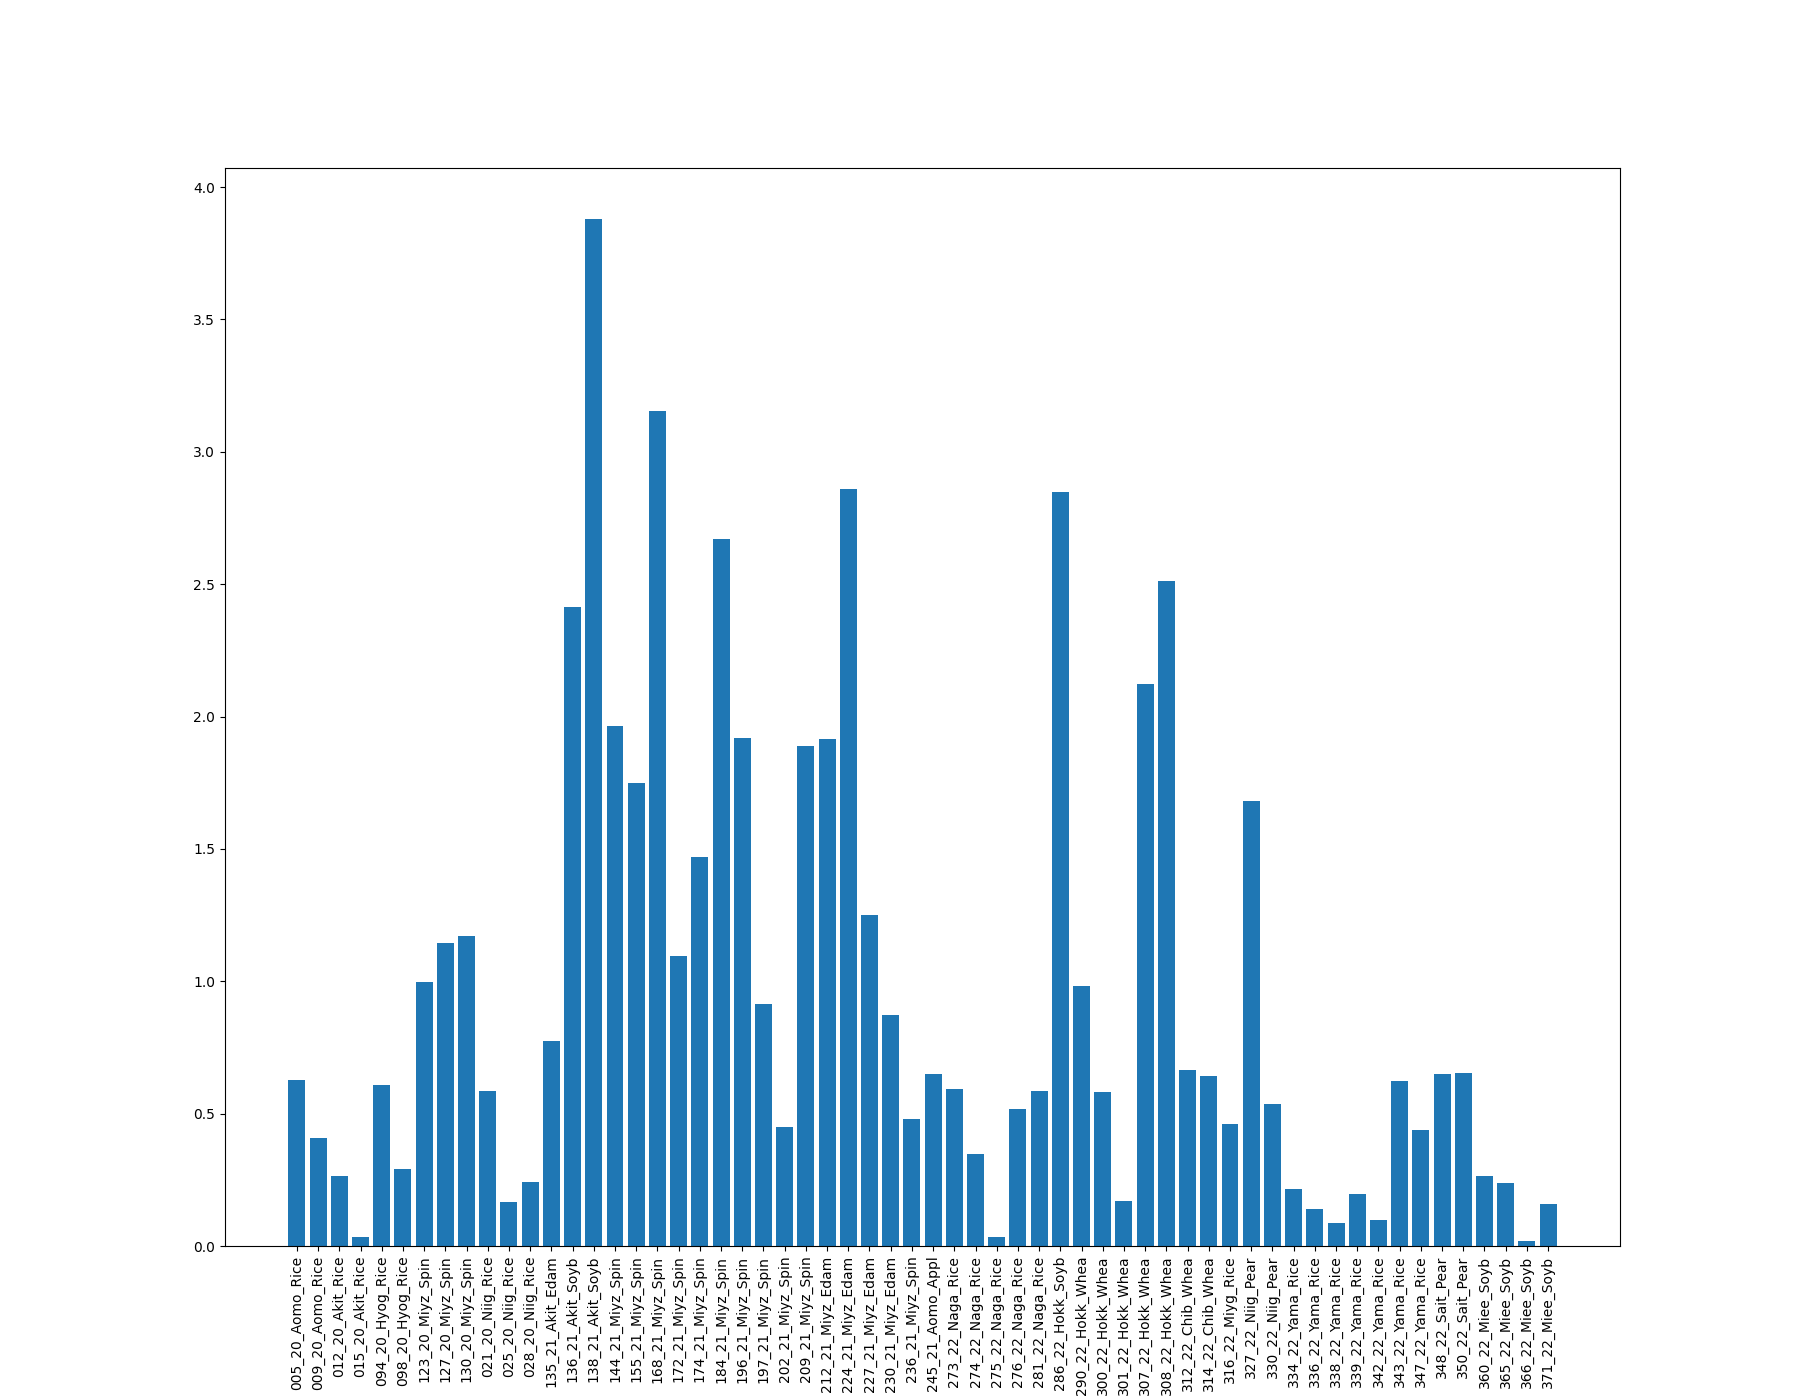 4.0
3.5
3.0
2.5
2.0
1.5
1.0
0.5
0.0
005_20_Aomo_Rice
009_20_Aomo_Rice
012_20_Akit_Rice
015_20_Akit_Rice
094_20_Hyog_Rice
098_20_Hyog_Rice
123_20_Miyz_Spin
127_20_Miyz_Spin
130_20_Miyz_Spin
021_20_Niig_Rice
025_20_Niig_Rice
028_20_Niig_Rice
135_21_Akit_Edam
136_21_Akit_Soyb
138_21_Akit_Soyb
144_21_Miyz_Spin
155_21_Miyz_Spin
168_21_Miyz_Spin
172_21_Miyz_Spin
174_21_Miyz_Spin
184_21_Miyz_Spin
196_21_Miyz_Spin
197_21_Miyz_Spin
202_21_Miyz_Spin
209_21_Miyz_Spin
212_21_Miyz_Edam
224_21_Miyz_Edam
227_21_Miyz_Edam
230_21_Miyz_Edam
236_21_Miyz_Spin
245_21_Aomo_Appl
273_22_Naga_Rice
274_22_Naga_Rice
275_22_Naga_Rice
276_22_Naga_Rice
281_22_Naga_Rice
286_22_Hokk_Soyb
290_22_Hokk_Whea
300_22_Hokk_Whea
301_22_Hokk_Whea
307_22_Hokk_Whea
308_22_Hokk_Whea
312_22_Chib_Whea
314_22_Chib_Whea
316_22_Miyg_Rice
327_22_Niig_Pear
330_22_Niig_Pear
334_22_Yama_Rice
336_22_Yama_Rice
338_22_Yama_Rice
339_22_Yama_Rice
342_22_Yama_Rice
343_22_Yama_Rice
347_22_Yama_Rice
348_22_Sait_Pear
350_22_Sait_Pear
360_22_Miee_Soyb
365_22_Miee_Soyb
366_22_Miee_Soyb
371_22_Miee_Soyb